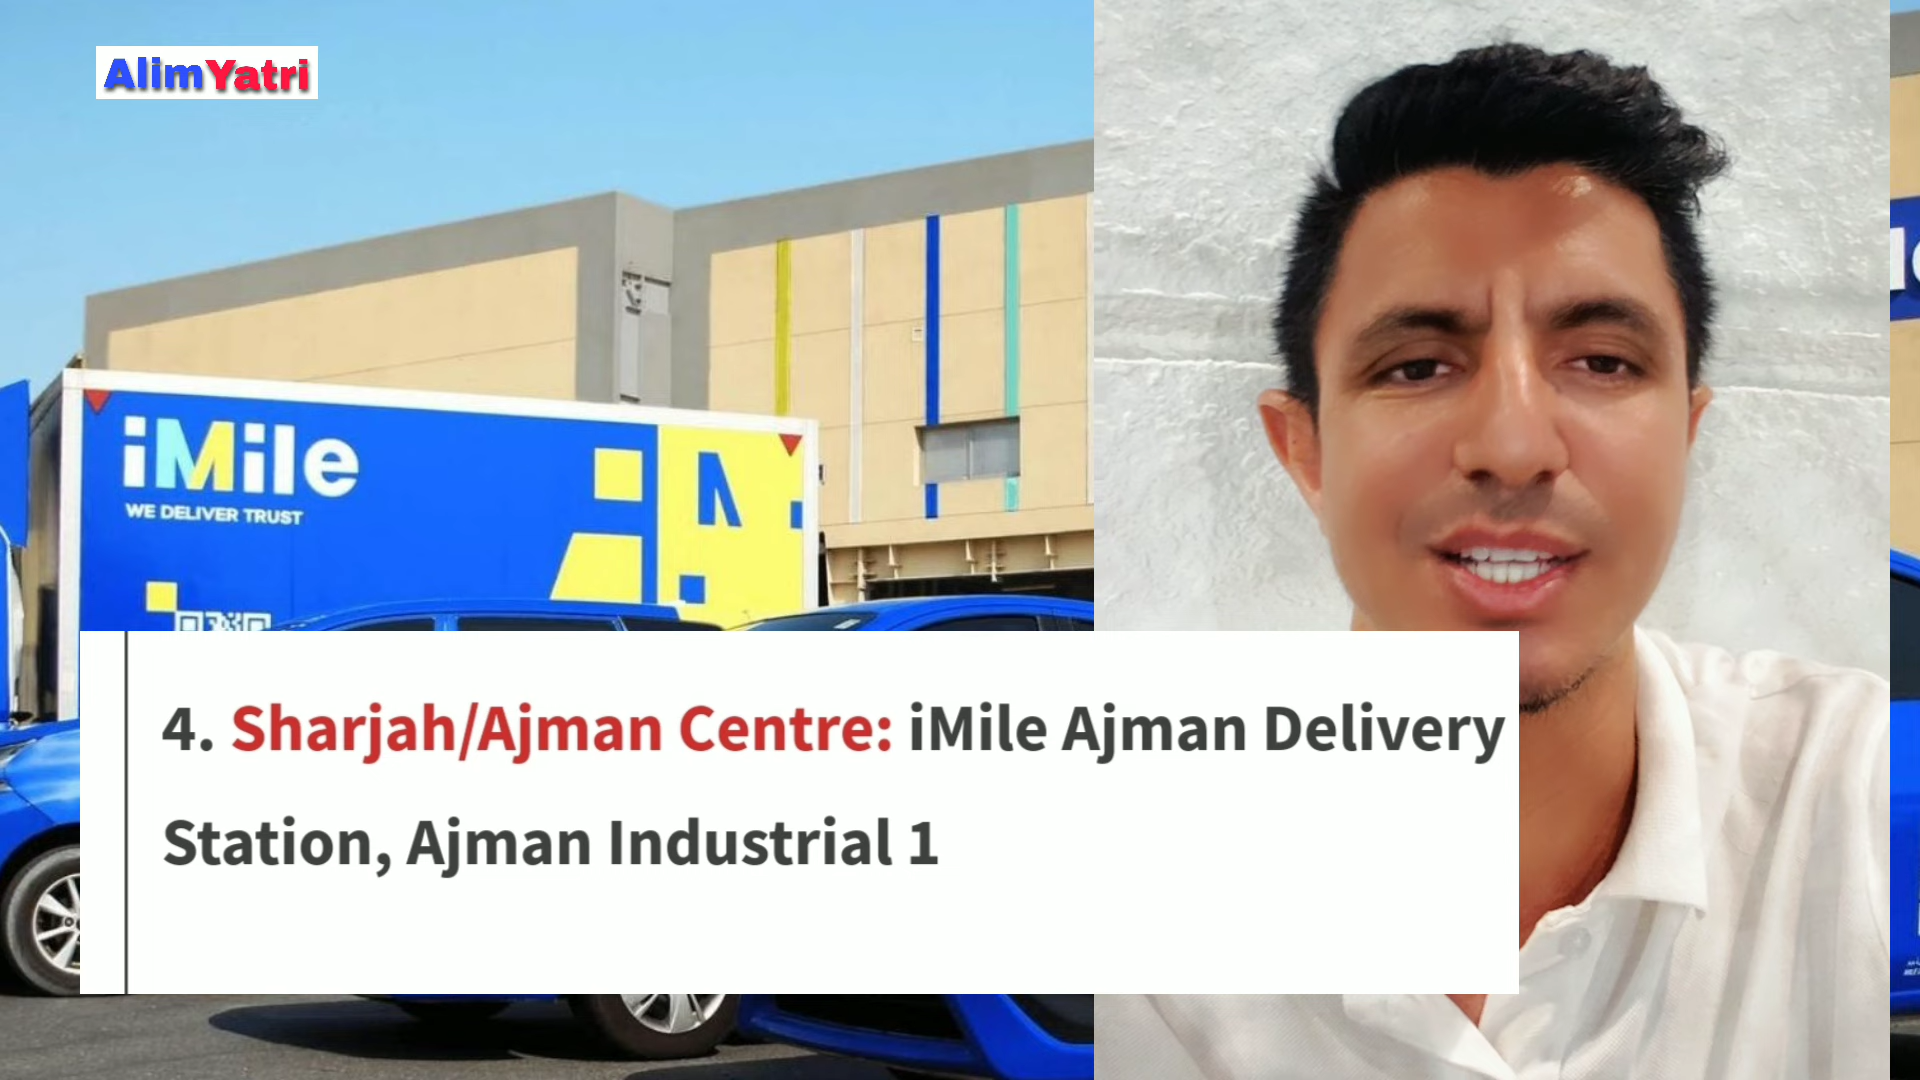 AlimYatri
iMile
WE DELIVER TRUST
4. Sharjah/Ajman Centre: iMile Ajman Delivery
Station, Ajman Industrial 1